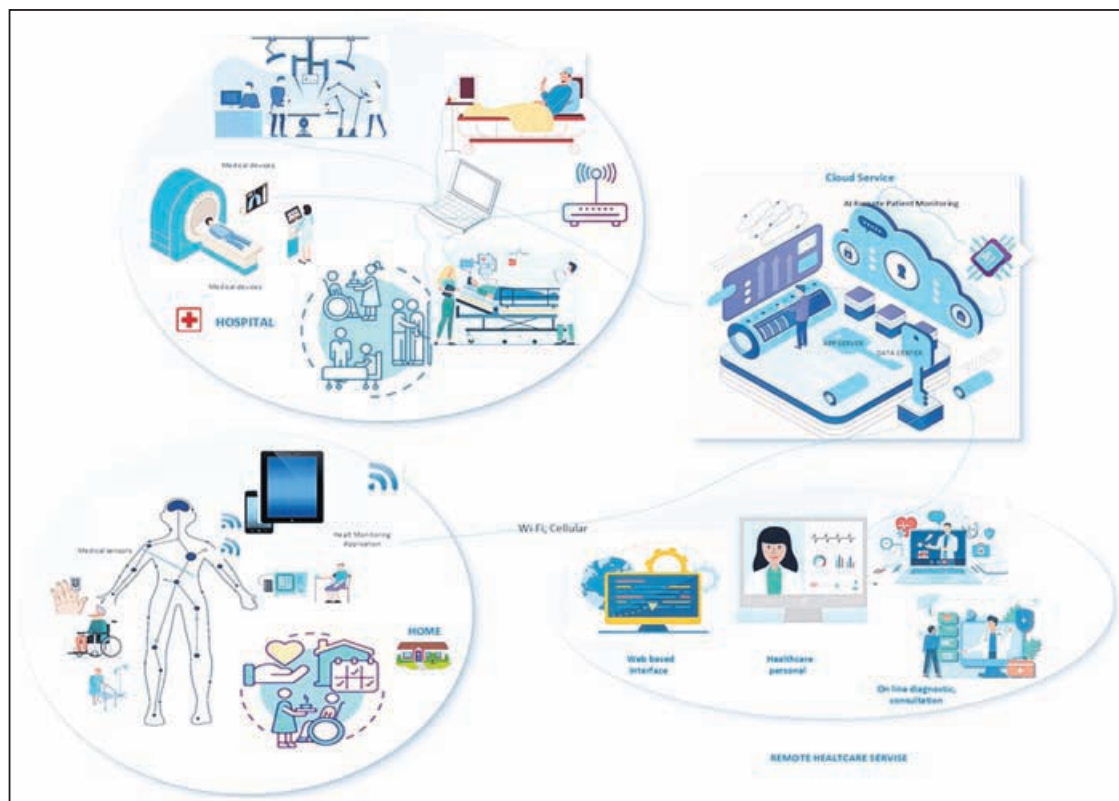 Medical devices
Medical devices
HOSPITAL
Cloud Service
AI Remote Patient Monitoring
APP SERVICE
DATA CENTER
Medical sensors
Healt Monitoring
Application
HOME
Wi-Fi; Cellular
Web based
interface
Healthcare
personal
On line diagnostic,
consultation
REMOTE HEALTCARE SERVISE